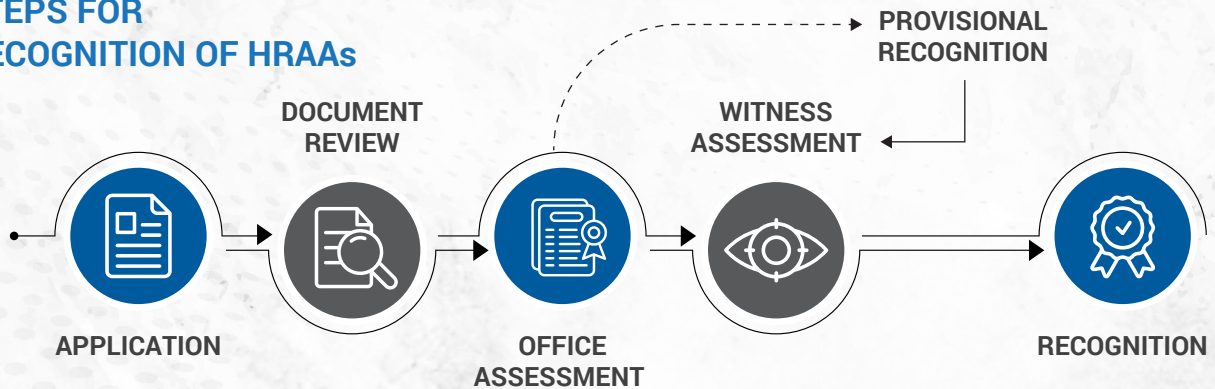 TEPS FOR
ECOGNITION OF HRAAs
PROVISIONAL
RECOGNITION
DOCUMENT
REVIEW
WITNESS
ASSESSMENT
APPLICATION
OFFICE
ASSESSMENT
RECOGNITION